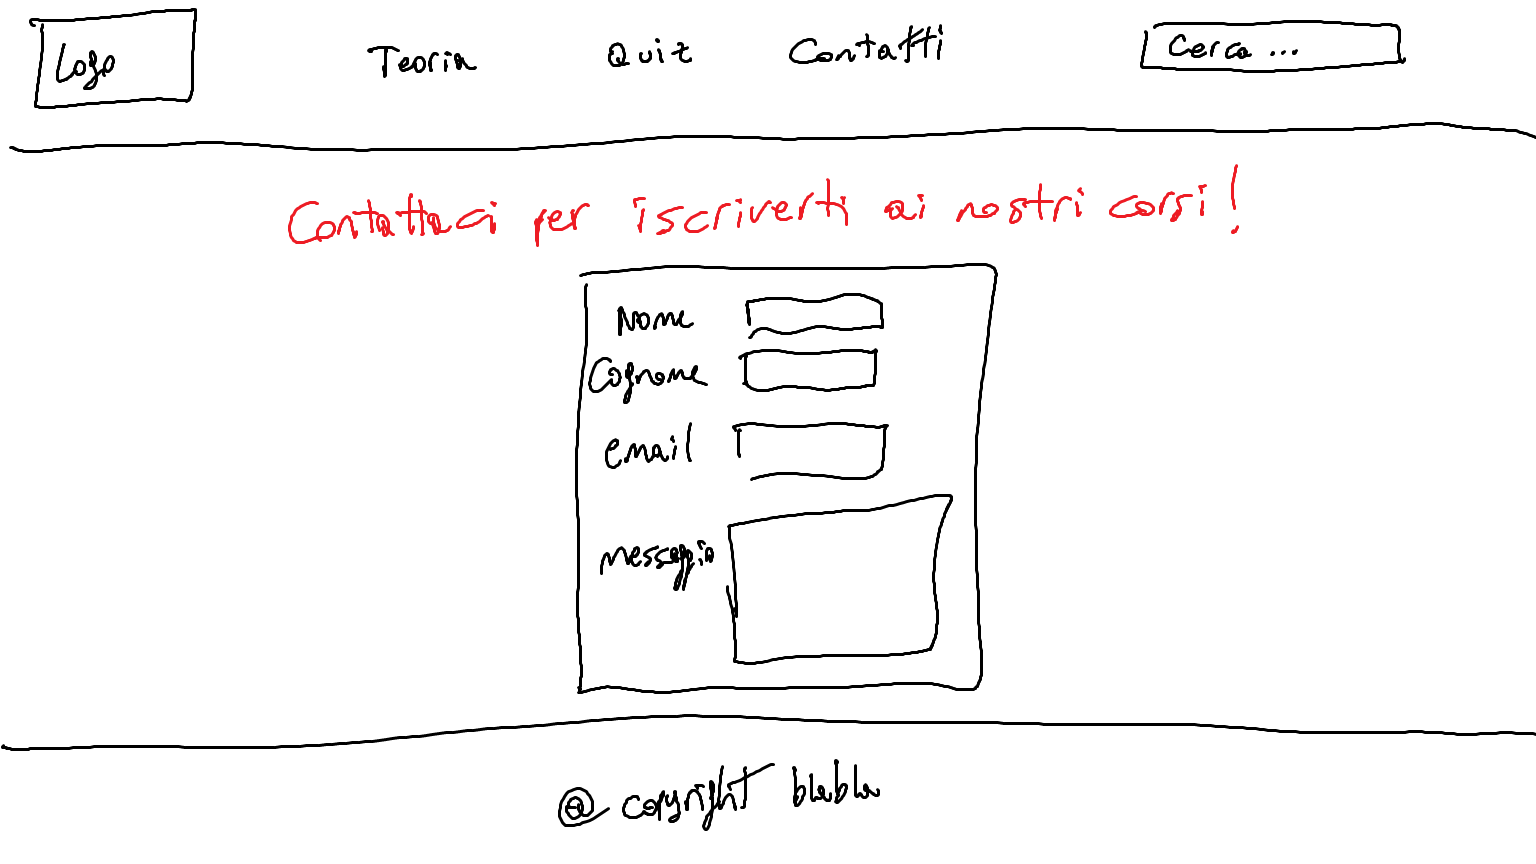 Logo Teoria Quiz Contatti Cerca ...
Contattaci per iscriverti ai nostri corsi!
Nome
Cognome
email
messaggio
@ copyright blabla